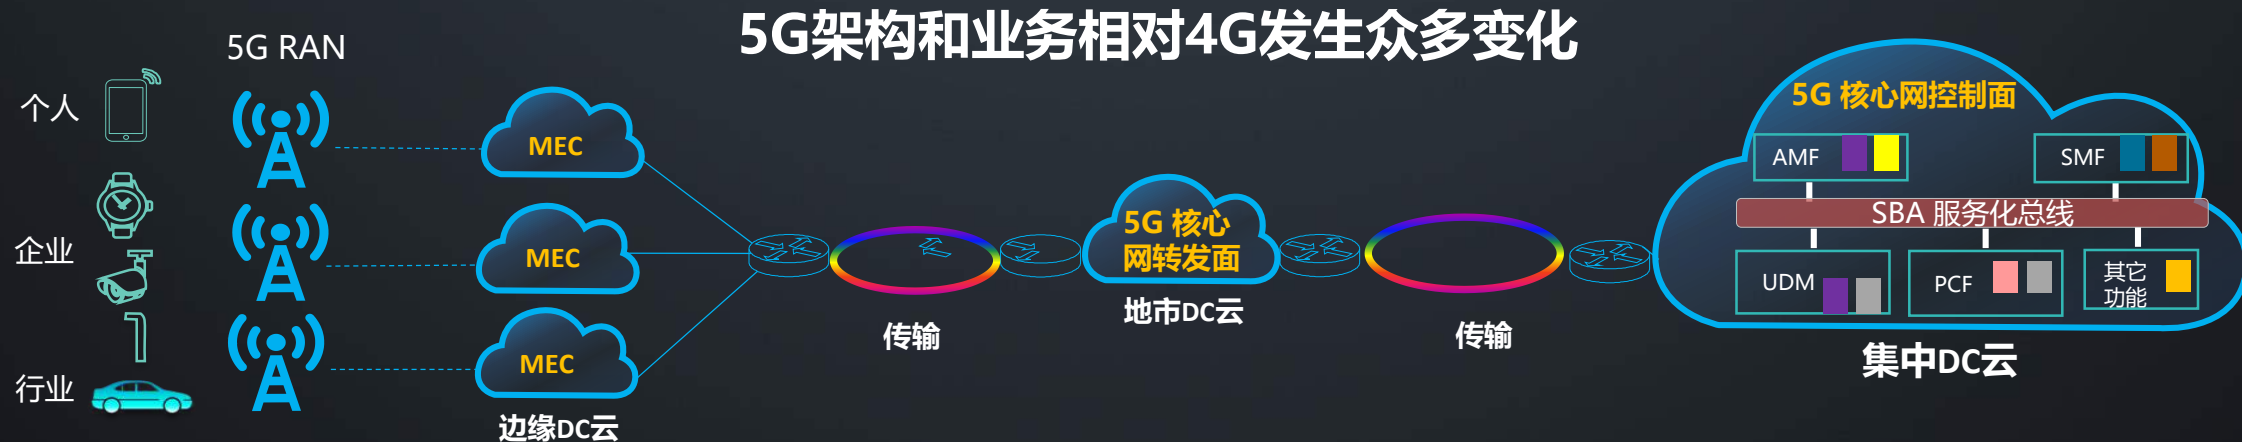 5G架构和业务相对4G发生众多变化
5G RAN
个人
企业
行业
MEC
MEC
MEC
边缘DC云
传输
5G 核心
网转发面
地市DC云
传输
5G 核心网控制面
AMF
SMF
SBA 服务化总线
UDM
PCF
其它
功能
集中DC云